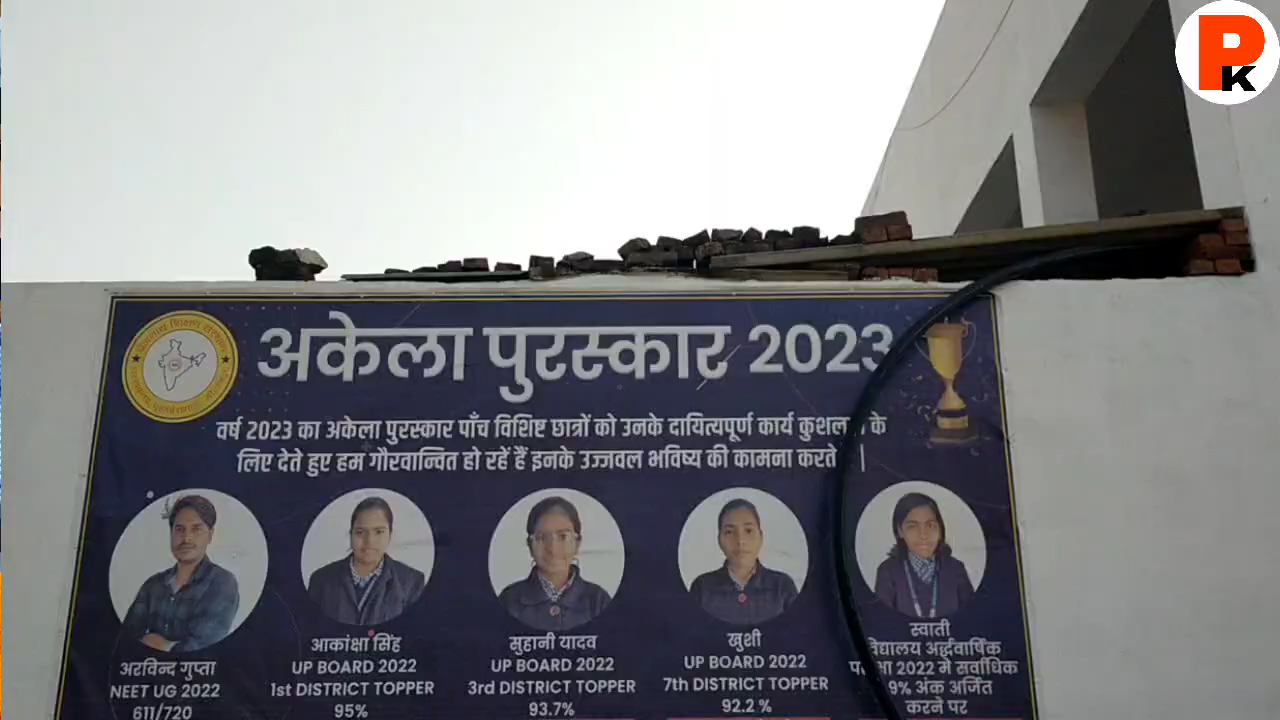 PK
अकेला पुरस्कार 2023
वर्ष 2023 का अकेला पुरस्कार पाँच विशिष्ट छात्रों को उनके दायित्यपूर्ण कार्य के
लिए देते हुए हम गौरवान्वित हो रहें हैं इनके उज्जवल भविष्य की कामना करते
अरविन्द गुप्ता
NEET UG 2022
611/720
आकांक्षा सिंह
UP BOARD 2022
1st DISTRICT TOPPER
95%
सुहानी यादव
UP BOARD 2022
3rd DISTRICT TOPPER
93.7%
खुशी
UP BOARD 2022
7th DISTRICT TOPPER
92.2 %
स्वाती
अर्द्धवार्षिक
2022 में सर्वाधिक
अंक अर्जित
करने पर